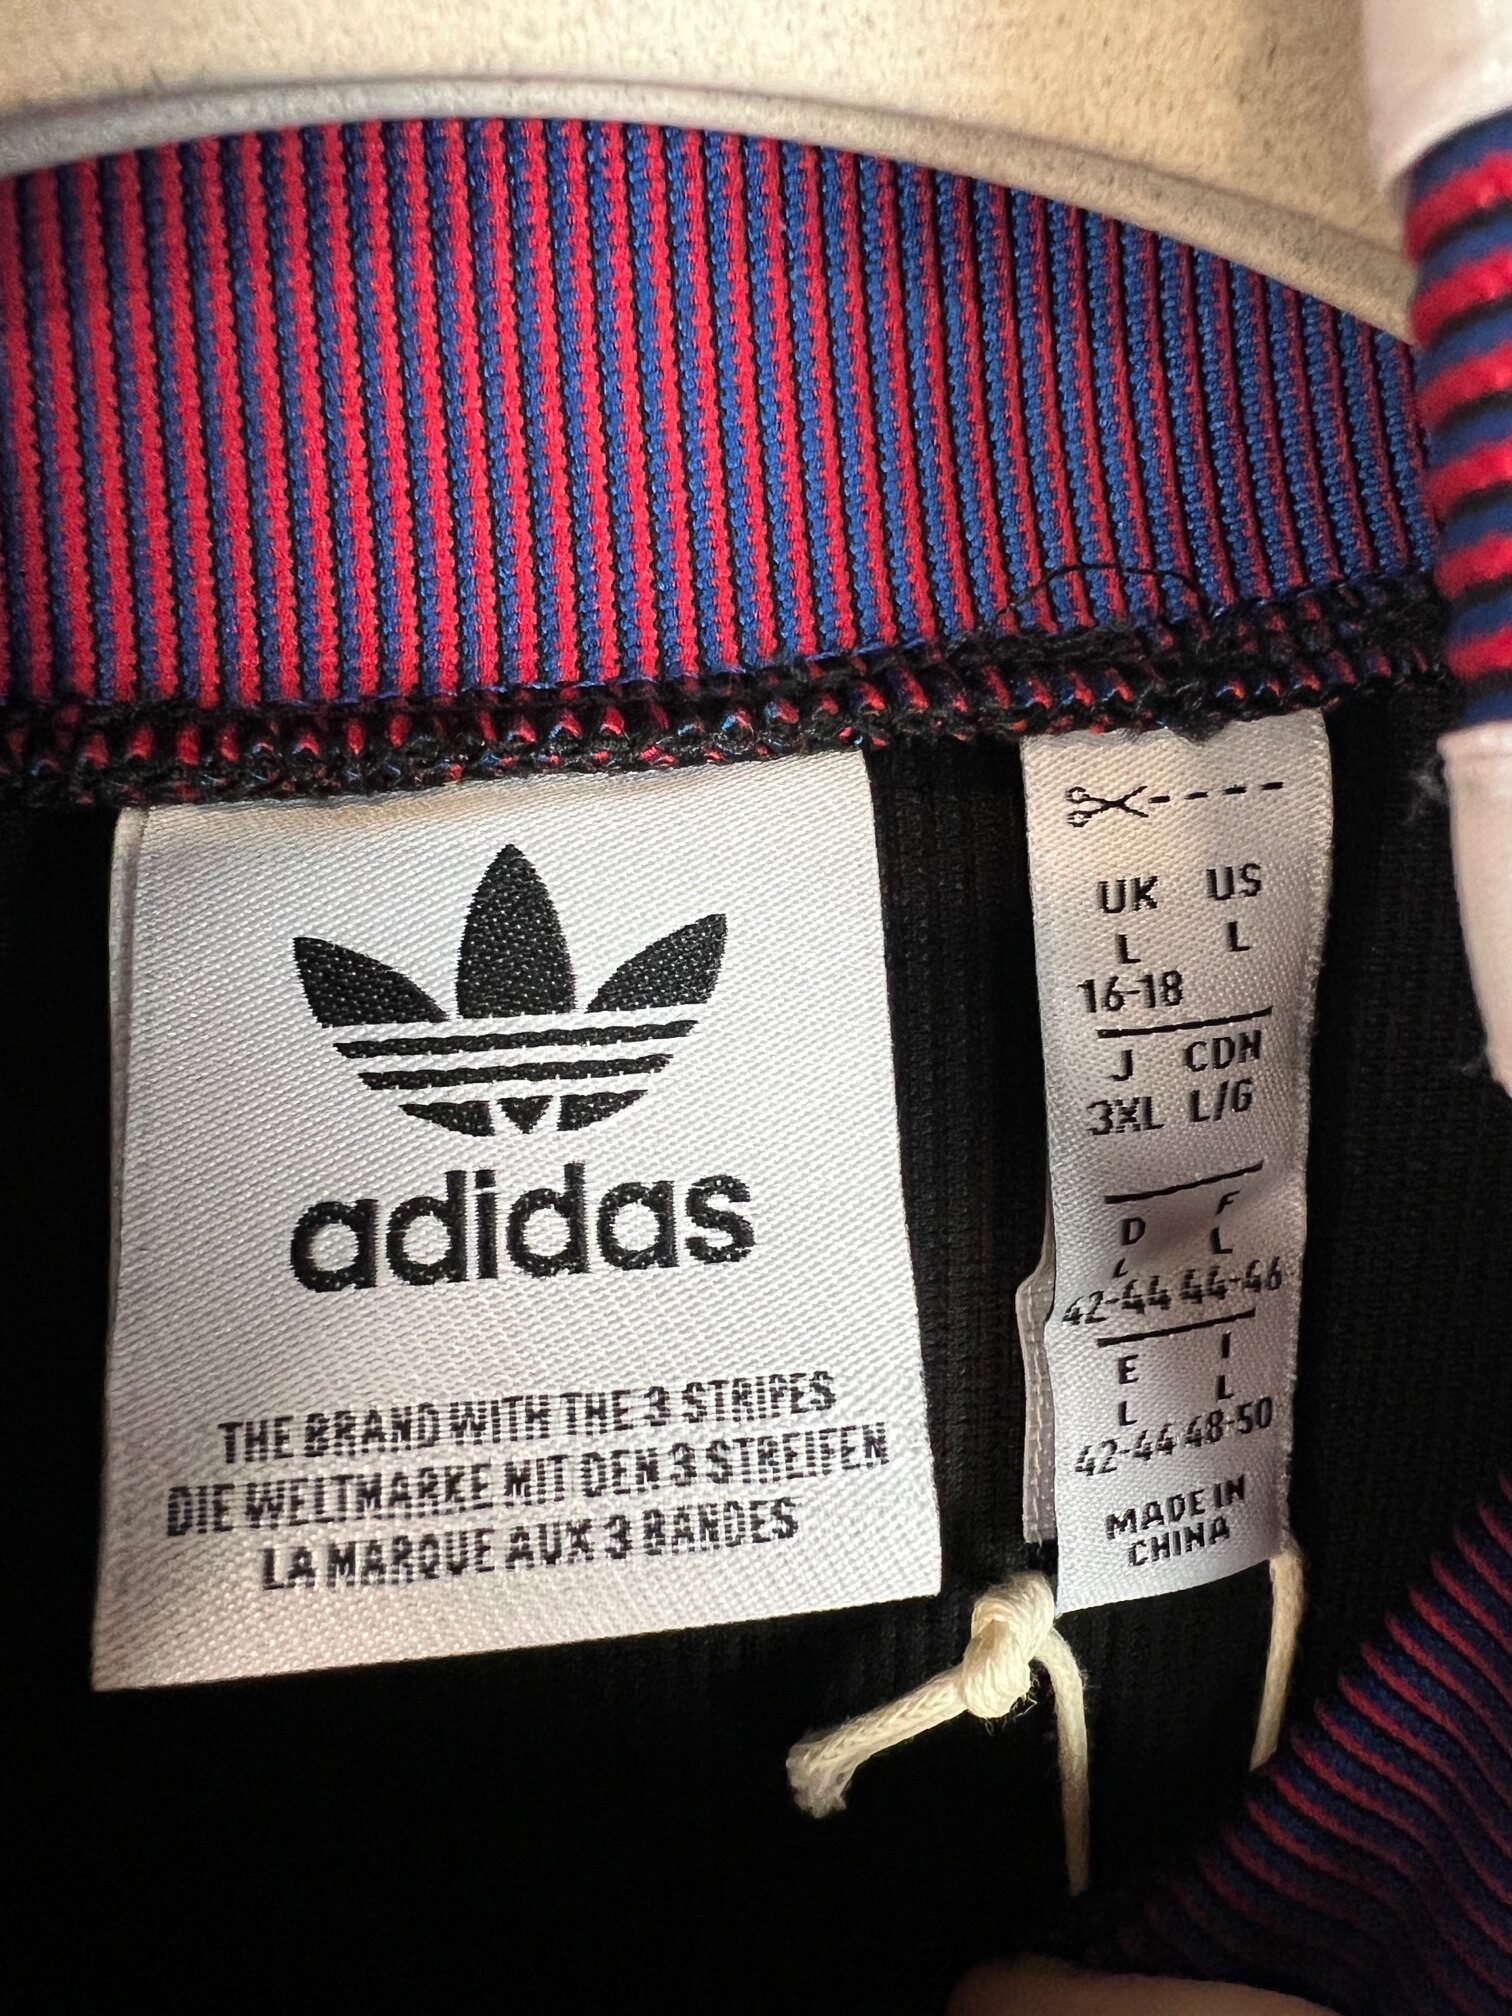 adidas
THE BRAND WITH THE 3 STRIPES
DIE WELTMARKE MIT DEN 3 STREIFEN
LA MARQUE AUX 3 BANDES
UK US
L L
16-18
J CDN
3XL L/G
D F
L L
42-44 44-46
E I
L L
42-44 48-50
MADE IN
CHINA